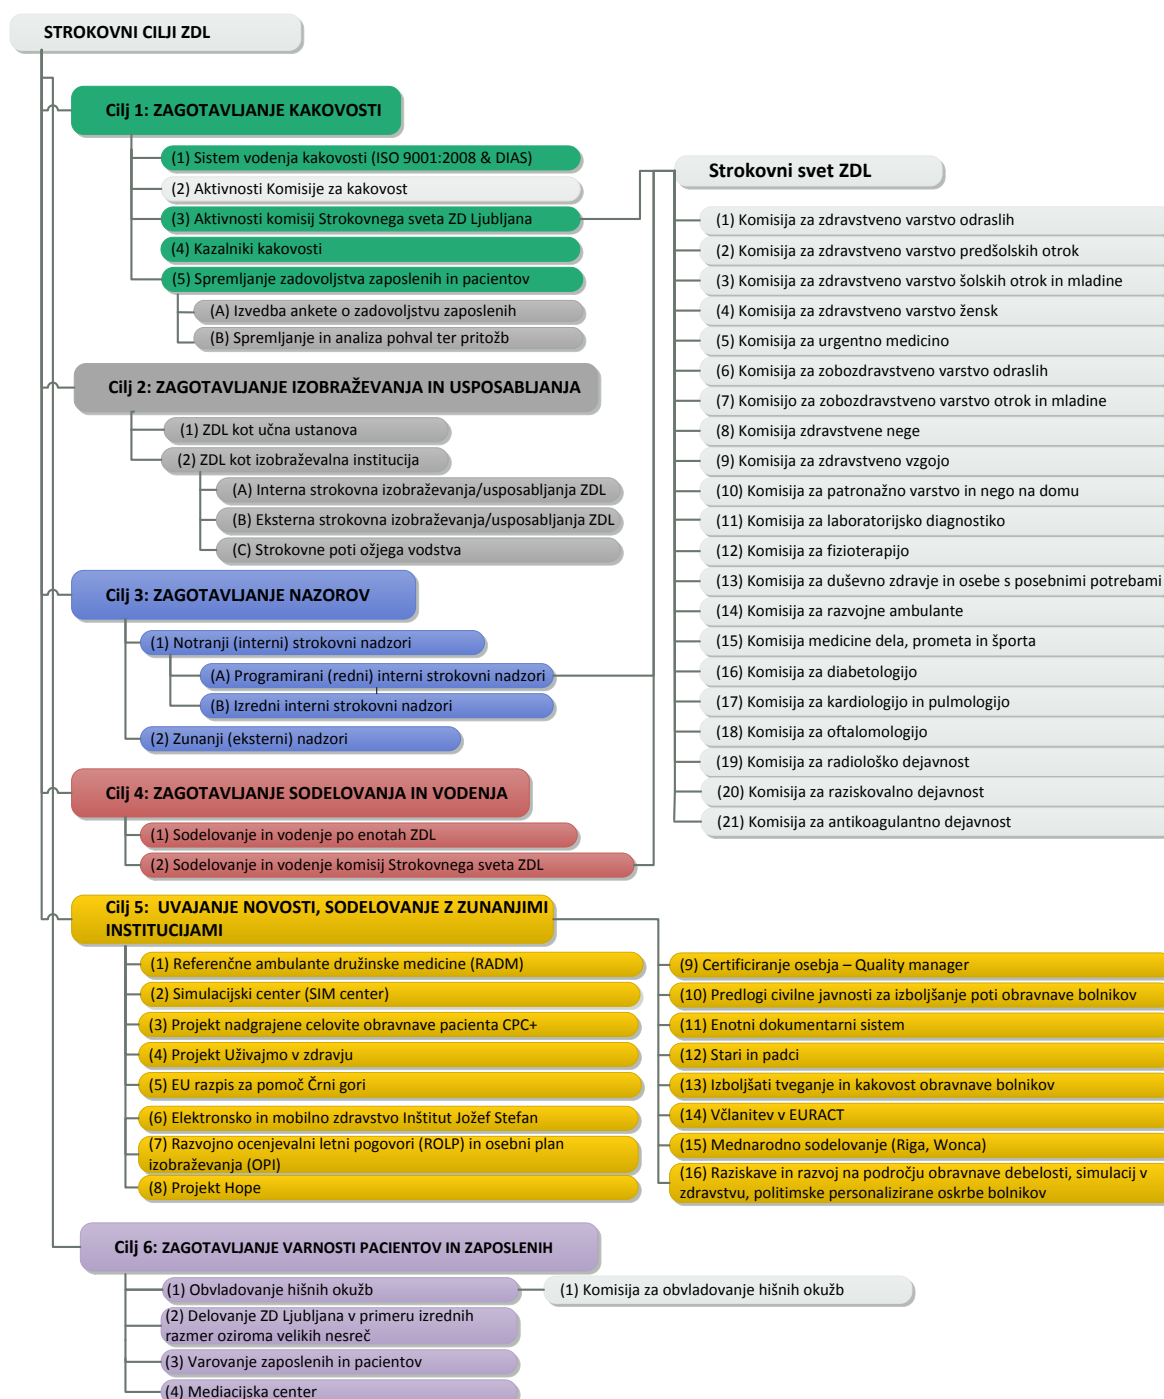 STROKOVNI CILJI ZDL
Cilj 1: ZAGOTAVLJANJE KAKOVOSTI
(1) Sistem vodenja kakovosti (ISO 9001:2008 & DIAS)
(2) Aktivnosti Komisije za kakovost
(3) Aktivnosti komisij Strokovnega sveta ZD Ljubljana
(4) Kazalniki kakovosti
(5) Spremljanje zadovoljstva zaposlenih in pacientov
(A) Izvedba ankete o zadovoljstvu zaposlenih
(B) Spremljanje in analiza pohval ter pritožb
Cilj 2: ZAGOTAVLJANJE IZOBRAŽEVANJA IN USPOSABLJANJA
(1) ZDL kot učna ustanova
(2) ZDL kot izobraževalna institucija
(A) Interna strokovna izobraževanja/usposabljanja ZDL
(B) Eksterna strokovna izobraževanja/usposabljanja ZDL
(C) Strokovne poti ožjega vodstva
Cilj 3: ZAGOTAVLJANJE NAZOROV
(1) Notranji (interni) strokovni nadzori
(A) Programirani (redni) interni strokovni nadzori
(B) Izredni interni strokovni nadzori
(2) Zunanji (eksterni) nadzori
Cilj 4: ZAGOTAVLJANJE SODELOVANJA IN VODENJA
(1) Sodelovanje in vodenje po enotah ZDL
(2) Sodelovanje in vodenje komisij Strokovnega sveta ZDL
Strokovni svet ZDL
(1) Komisija za zdravstveno varstvo odraslih
(2) Komisija za zdravstveno varstvo predšolskih otrok
(3) Komisija za zdravstveno varstvo šolskih otrok in mladine
(4) Komisija za zdravstveno varstvo žensk
(5) Komisija za urgentno medicino
(6) Komisija za zobozdravstveno varstvo odraslih
(7) Komisijo za zobozdravstveno varstvo otrok in mladine
(8) Komisija zdravstvene nege
(9) Komisija za zdravstveno vzgojo
(10) Komisija za patronažno varstvo in nego na domu
(11) Komisija za laboratorijsko diagnostiko
(12) Komisija za fizioterapijo
(13) Komisija za duševno zdravje in osebe s posebnimi potrebami
(14) Komisija za razvojne ambulante
(15) Komisija medicine dela, prometa in športa
(16) Komisija za diabetologijo
(17) Komisija za kardiologijo in pulmologijo
(18) Komisija za oftalomologijo
(19) Komisija za radiološko dejavnost
(20) Komisija za raziskovalno dejavnost
(21) Komisija za antikoagulantno dejavnost
Cilj 5: UVAJANJE NOVOSTI, SODELOVANJE Z ZUNANJIMI
INSTITUCIJAMI
(1) Referenčne ambulante družinske medicine (RADM)
(2) Simulacijski center (SIM center)
(3) Projekt nadgrajene celovite obravnave pacienta CPC+
(4) Projekt Uživajmo v zdravju
(5) EU razpis za pomoč Črni gori
(6) Elektronsko in mobilno zdravstvo Inštitut Jožef Stefan
(7) Razvojno ocenjevalni letni pogovori (ROLP) in osebni plan
izobraževanja (OPI)
(8) Projekt Hope
(9) Certificiranje osebja – Quality manager
(10) Predlogi civilne javnosti za izboljšanje poti obravnave bolnikov
(11) Enotni dokumentarni sistem
(12) Stari in padci
(13) Izboljšati tveganje in kakovost obravnave bolnikov
(14) Včlanitev v EURACT
(15) Mednarodno sodelovanje (Riga, Wonca)
(16) Raziskave in razvoj na področju obravnave debelosti, simulacij v
zdravstvu, politimske personalizirane oskrbe bolnikov
Cilj 6: ZAGOTAVLJANJE VARNOSTI PACIENTOV IN ZAPOSLENIH
(1) Obvladovanje hišnih okužb
(1) Komisija za obvladovanje hišnih okužb
(2) Delovanje ZD Ljubljana v primeru izrednih
razmer oziroma velikih nesreč
(3) Varovanje zaposlenih in pacientov
(4) Mediacijska center